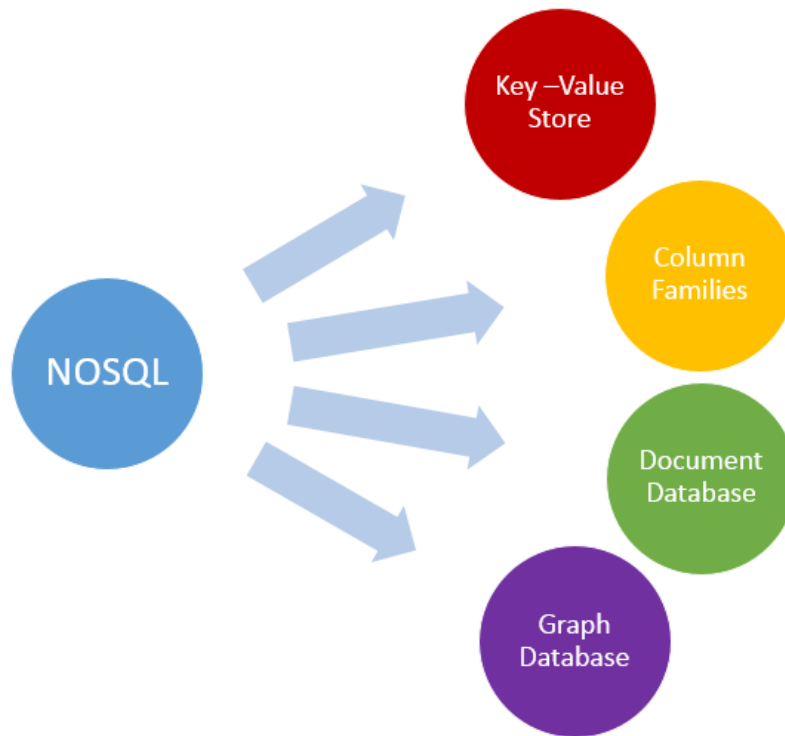 Key –Value
Store
Column
Families
NOSQL
Document
Database
Graph
Database